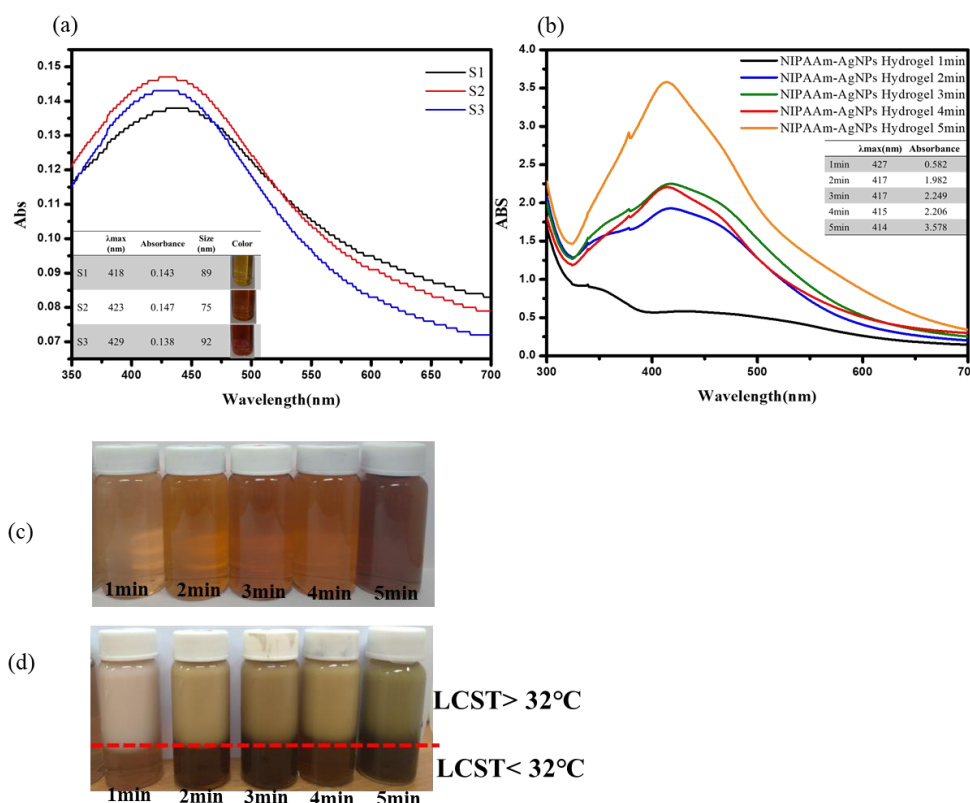 (a)
0.15
0.14
0.13
0.12
0.11
0.10
0.09
0.08
0.07
Abs
S1
S2
S3
λmax (nm) Absorbance Size (nm) Color
S1 418 0.143 89
S2 423 0.147 75
S3 429 0.138 92
350 400 450 500 550 600 650 700
Wavelength(nm)
(b)
4.0
3.5
3.0
2.5
2.0
1.5
1.0
0.5
0.0
ABS
NIPAAm-AgNPs Hydrogel 1min
NIPAAm-AgNPs Hydrogel 2min
NIPAAm-AgNPs Hydrogel 3min
NIPAAm-AgNPs Hydrogel 4min
NIPAAm-AgNPs Hydrogel 5min
λmax(nm) Absorbance
1min 427 0.582
2min 417 1.982
3min 417 2.249
4min 415 2.206
5min 414 3.578
300 400 500 600 700
Wavelength(nm)
(c)
1min 2min 3min 4min 5min
(d)
LCST> 32℃
LCST< 32℃
1min 2min 3min 4min 5min